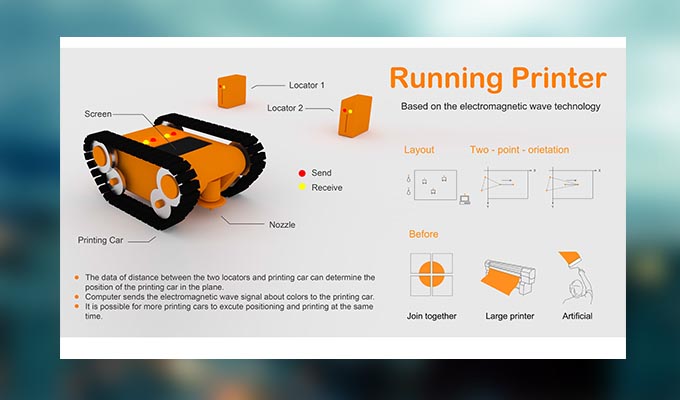 Running Printer
Based on the electromagnetic wave technology
Locator 1
Locator 2
Screen
Send
Receive
Nozzle
Printing Car
The data of distance between the two locators and printing car can determine the
position of the printing car in the plane.
Computer sends the electromagnetic wave signal about colors to the printing car.
It is possible for more printing cars to excute positioning and printing at the same
time.
Layout
Two - point - orietation
Before
Join together
Large printer
Artificial